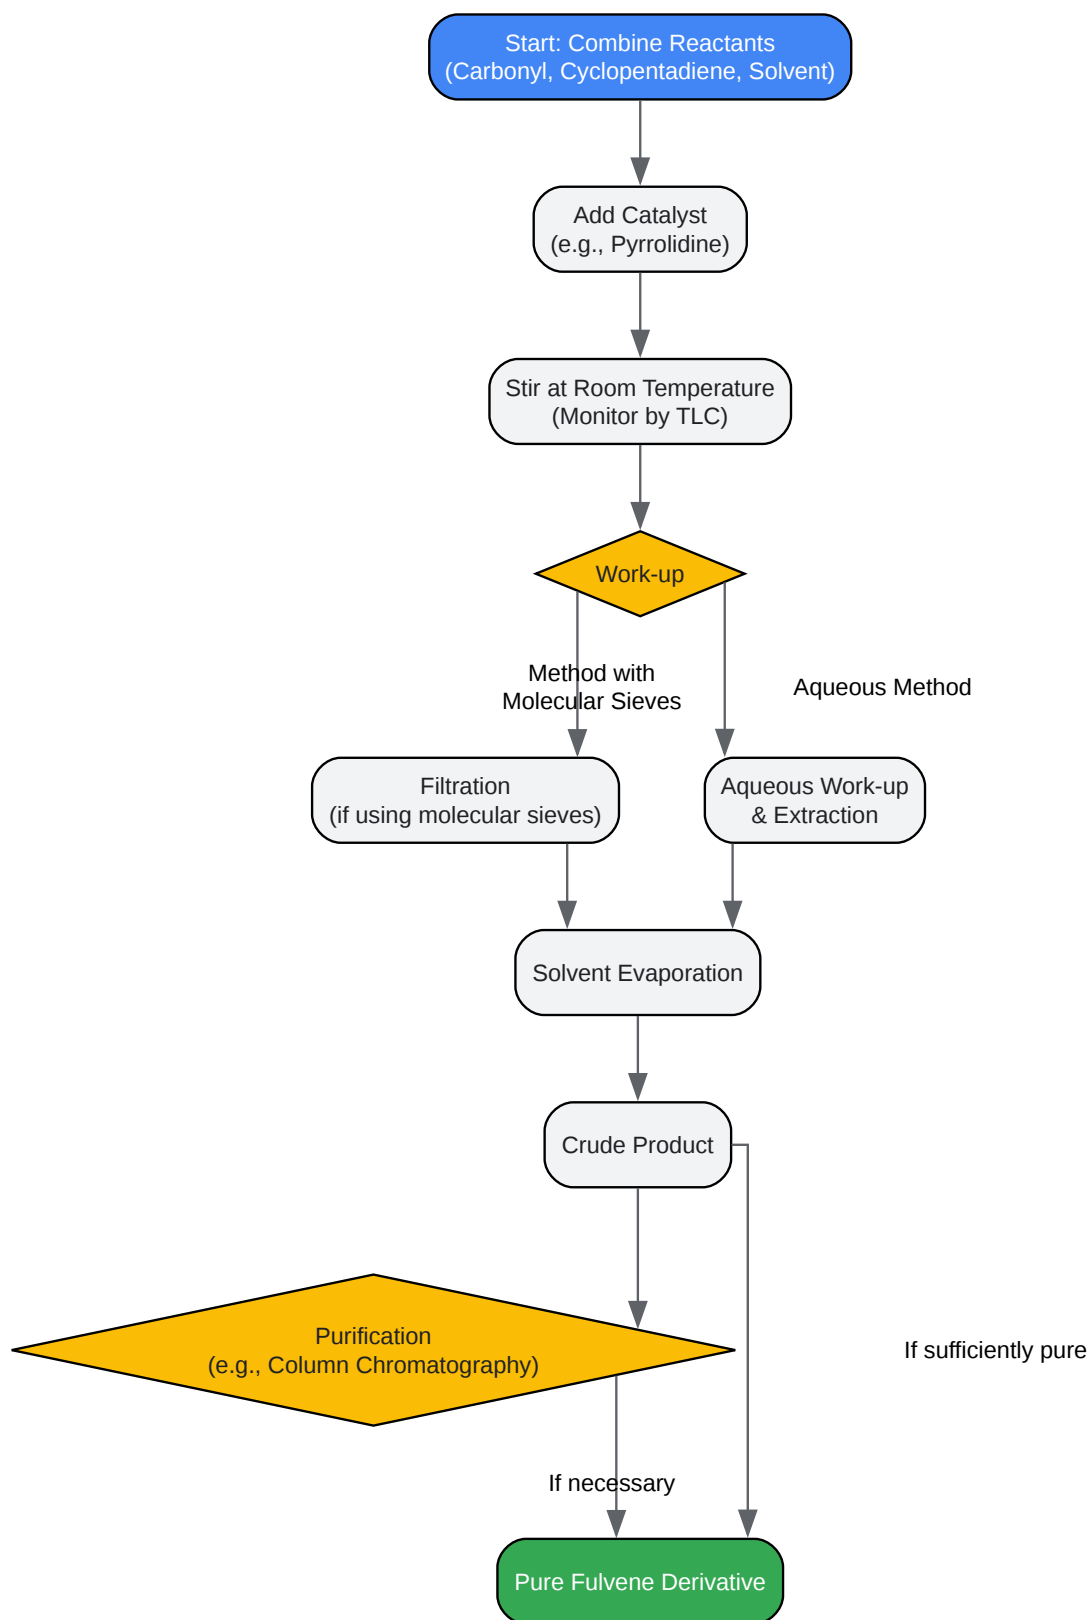 Start: Combine Reactants
(Carbonyl, Cyclopentadiene, Solvent)
Add Catalyst
(e.g., Pyrrolidine)
Stir at Room Temperature
(Monitor by TLC)
Work-up
Method with
Molecular Sieves
Aqueous Method
Filtration
(if using molecular sieves)
Aqueous Work-up
& Extraction
Solvent Evaporation
Crude Product
Purification
(e.g., Column Chromatography)
If sufficiently pure
If necessary
Pure Fulvene Derivative